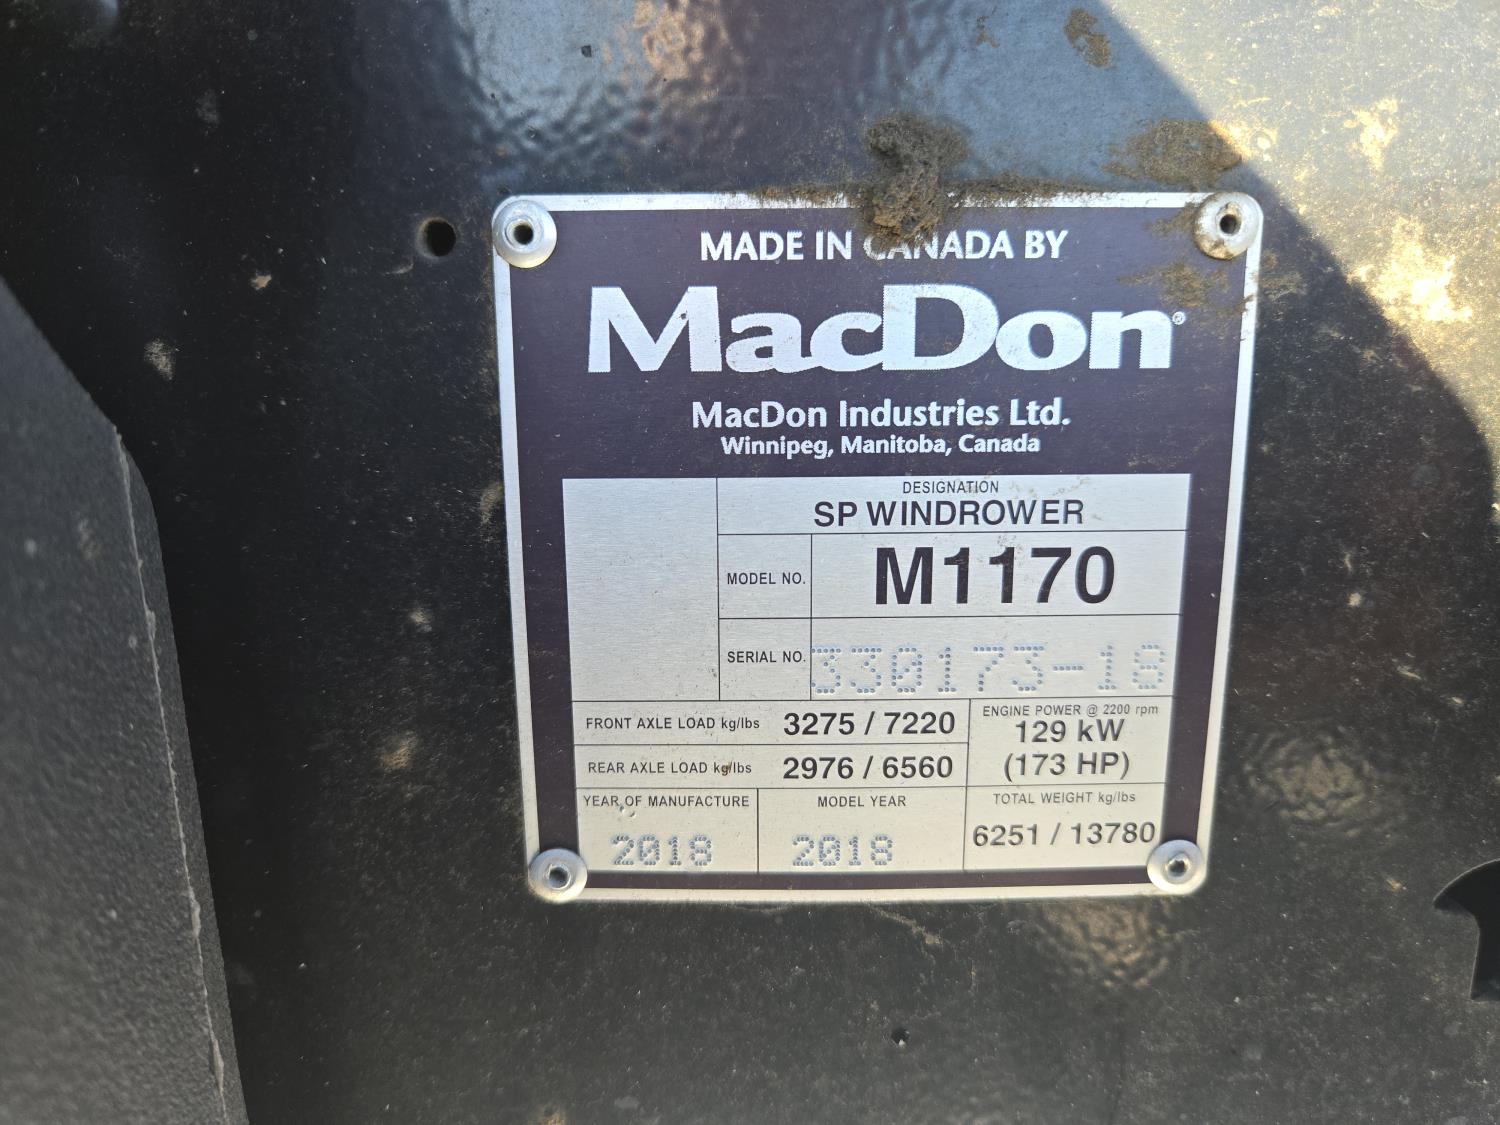 MADE IN CANADA BY
MacDon®
MacDon Industries Ltd.
Winnipeg, Manitoba, Canada
DESIGNATION
SP WINDROWER
MODEL NO. M1170
SERIAL NO. 330173-18
FRONT AXLE LOAD kg/lbs 3275 / 7220
REAR AXLE LOAD kg/lbs 2976 / 6560
ENGINE POWER @ 2200 rpm
129 kW
(173 HP)
YEAR OF MANUFACTURE
2018
MODEL YEAR
2018
TOTAL WEIGHT kg/lbs
6251 / 13780